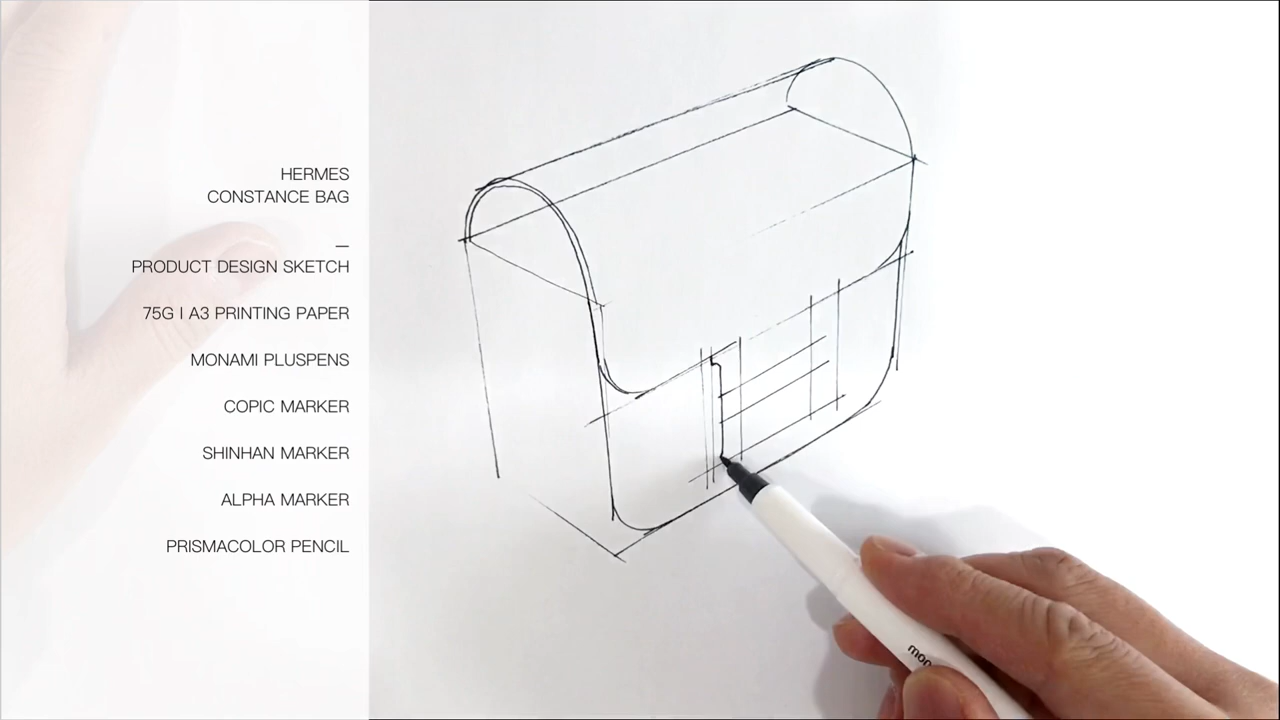 HERMES
CONSTANCE BAG
—
PRODUCT DESIGN SKETCH
75G I A3 PRINTING PAPER
MONAMI PLUSPENS
COPIC MARKER
SHINHAN MARKER
ALPHA MARKER
PRISMACOLOR PENCIL
mon